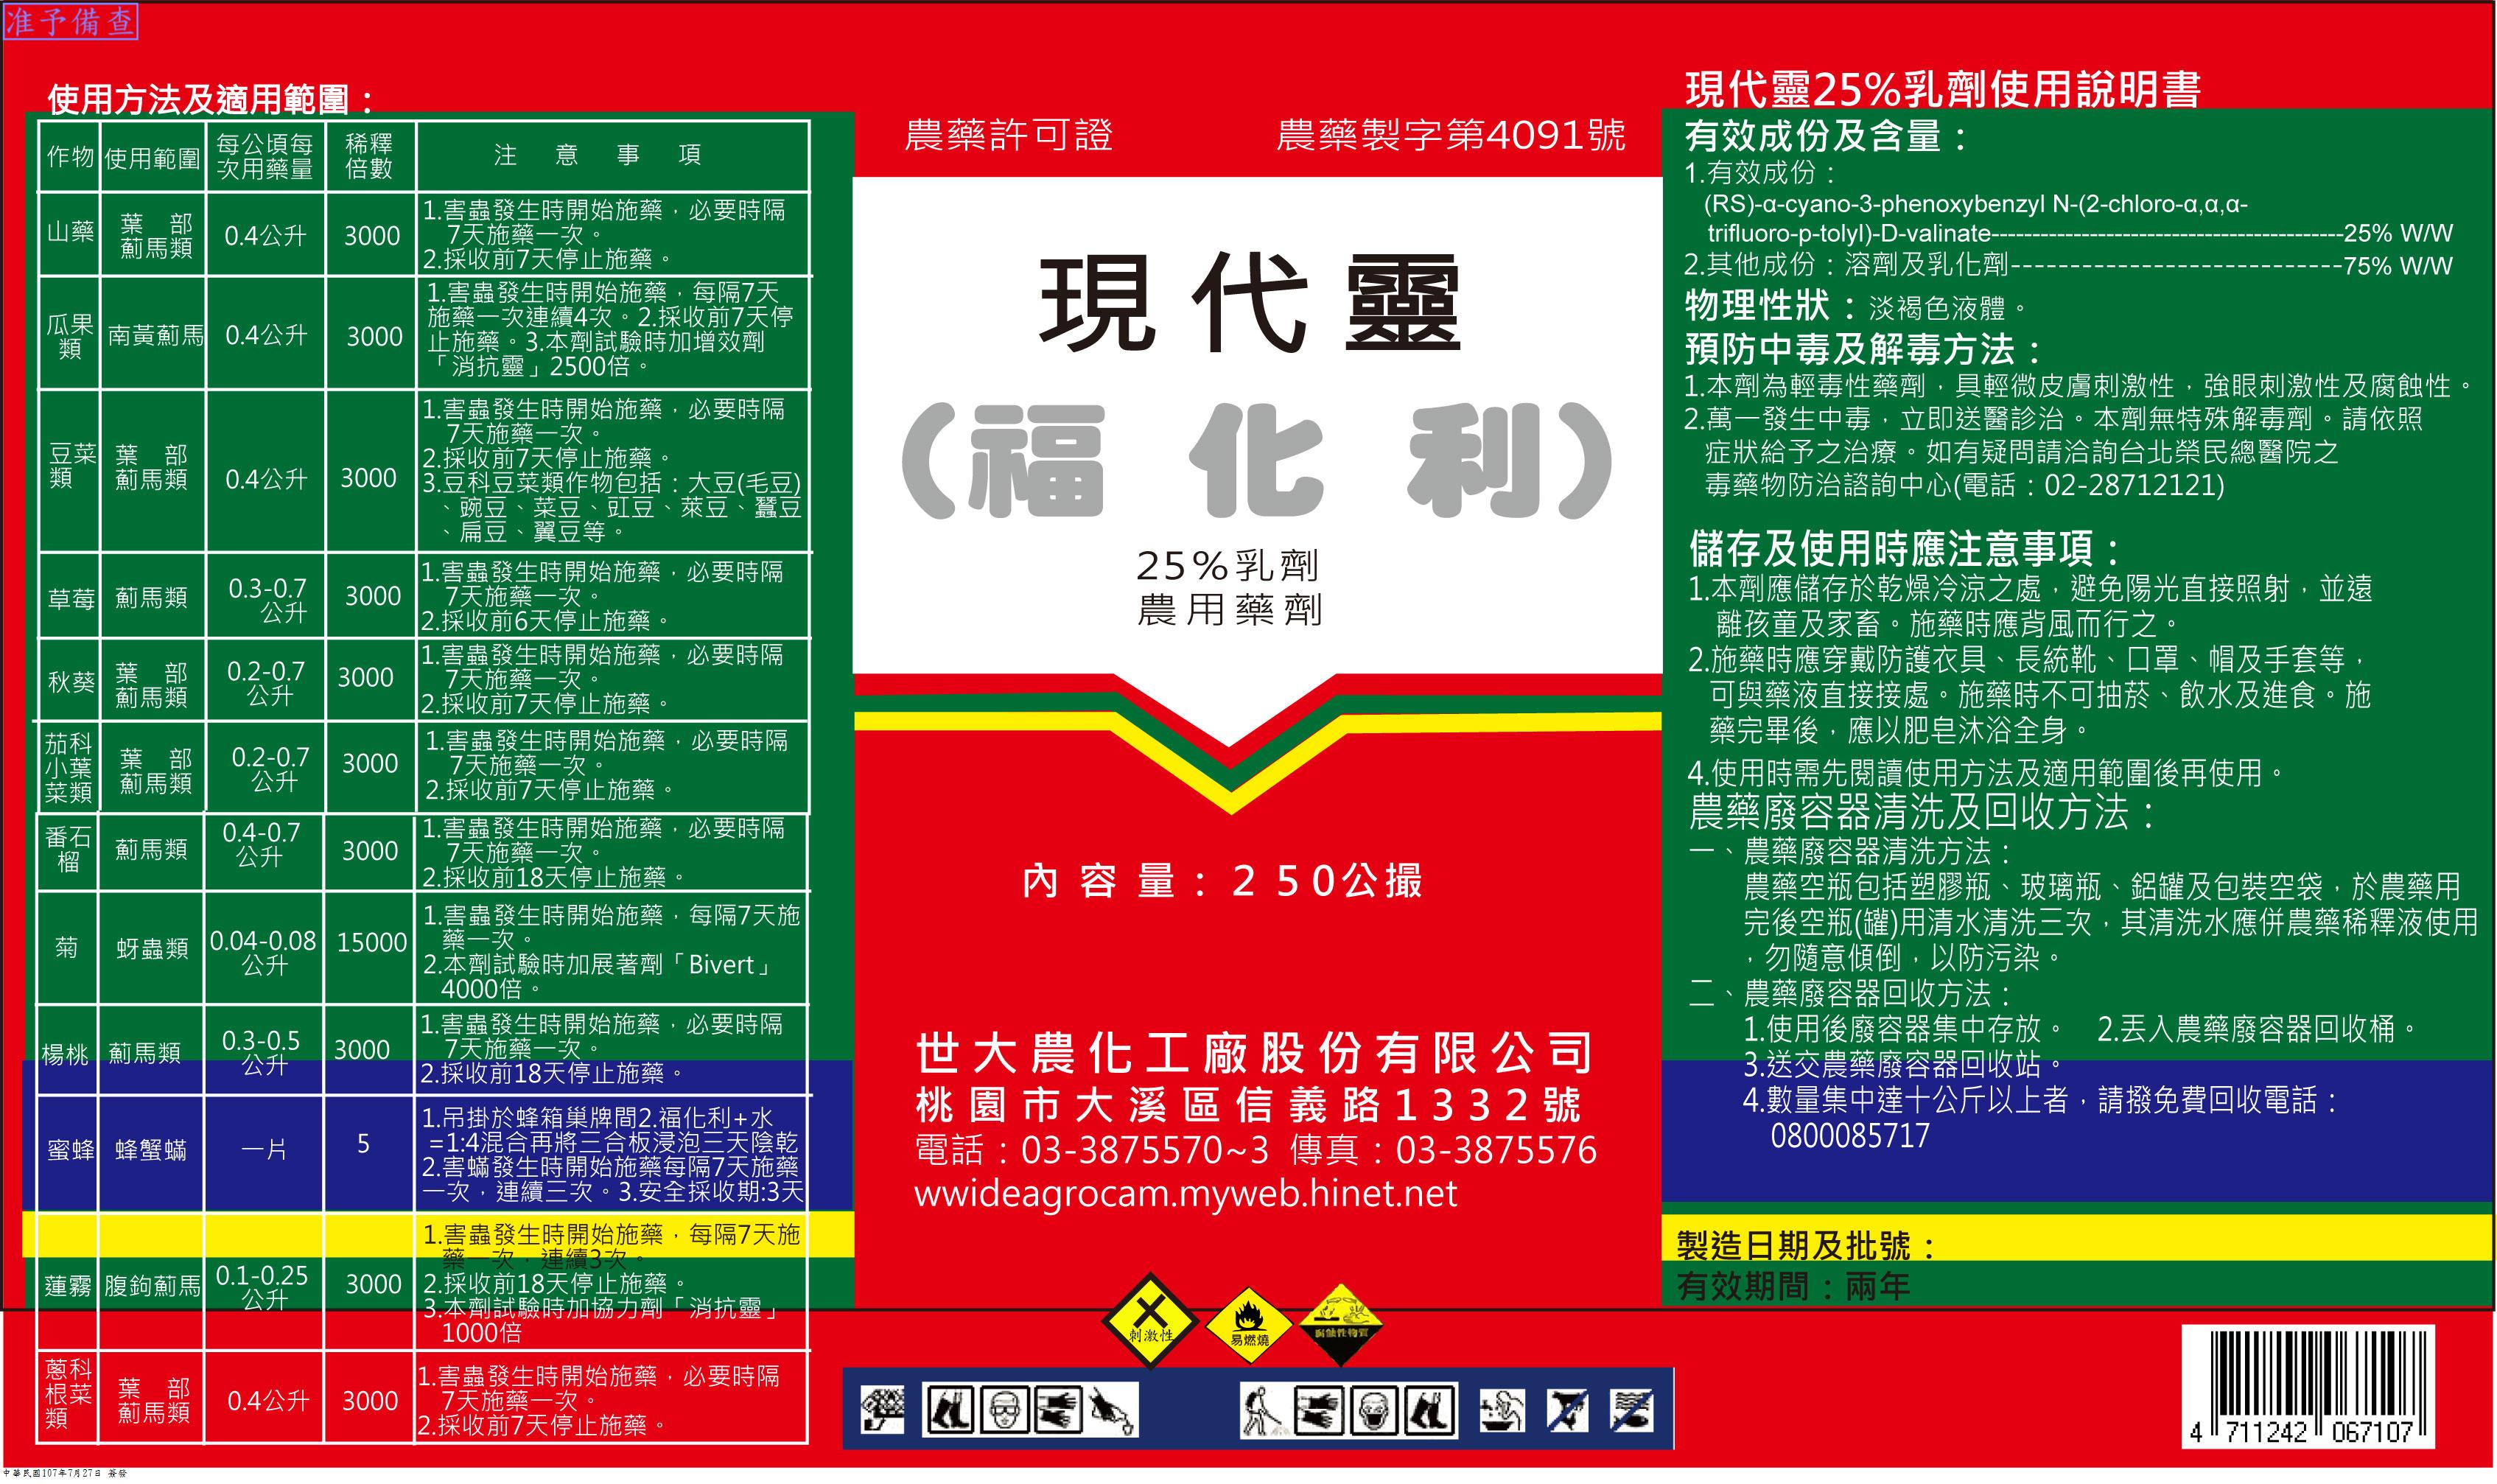 准予備查
使用方法及適用範圍：
作物 使用範圍 每公頃每次用藥量 稀釋倍數 注意事項
山藥 葉部薊馬類 0.4公升 3000
1.害蟲發生時開始施藥，必要時隔
7天施藥一次。
2.採收前7天停止施藥。
瓜果類 南黃薊馬 0.4公升 3000
1.害蟲發生時開始施藥，每隔7天
施藥一次連續4次。2.採收前7天停
止施藥。3.本劑試驗時加增效劑
「消抗靈」2500倍。
豆菜類 葉部薊馬類 0.4公升 3000
1.害蟲發生時開始施藥，必要時隔
7天施藥一次。
2.採收前7天停止施藥。
3.豆科豆菜類作物包括：大豆(毛豆)
、豌豆、菜豆、豇豆、萊豆、蠶豆
、扁豆、翼豆等。
草莓 薊馬類 0.3-0.7公升 3000
1.害蟲發生時開始施藥，必要時隔
7天施藥一次。
2.採收前6天停止施藥。
秋葵 葉部薊馬類 0.2-0.7公升 3000
1.害蟲發生時開始施藥，必要時隔
7天施藥一次。
2.採收前7天停止施藥。
茄科小葉菜類 葉部薊馬類 0.2-0.7公升 3000
1.害蟲發生時開始施藥，必要時隔
7天施藥一次。
2.採收前7天停止施藥。
番石榴 薊馬類 0.4-0.7公升 3000
1.害蟲發生時開始施藥，必要時隔
7天施藥一次。
2.採收前18天停止施藥。
菊 蚜蟲類 0.04-0.08公升 15000
1.害蟲發生時開始施藥，每隔7天施
藥一次。
2.本劑試驗時加展著劑「Bivert」
4000倍。
楊桃 薊馬類 0.3-0.5公升 3000
1.害蟲發生時開始施藥，必要時隔
7天施藥一次。
2.採收前18天停止施藥。
蜜蜂 蜂蟹蟎 一片 5
1.吊掛於蜂箱巢牌間2.福化利+水
=1:4混合再將三合板浸泡三天陰乾
2.害蟎發生時開始施藥每隔7天施藥
一次，連續三次。3.安全採收期:3天
蓮霧 腹鉤薊馬 0.1-0.25公升 3000
1.害蟲發生時開始施藥，每隔7天施
藥一次，連續3次。
2.採收前18天停止施藥。
3.本劑試驗時加協力劑「消抗靈」
1000倍
蔥科根菜類 葉部薊馬類 0.4公升 3000
1.害蟲發生時開始施藥，必要時隔
7天施藥一次。
2.採收前7天停止施藥。
中華民國107年7月27日 簽發
農藥許可證 農藥製字第4091號
現代靈
(福化利)
25%乳劑
農用藥劑
內容量：250公撮
世大農化工廠股份有限公司
桃園市大溪區信義路1332號
電話：03-3875570~3 傳真：03-3875576
wwideagrocam.myweb.hinet.net
刺激性
易燃燒
腐蝕性物質
現代靈25%乳劑使用說明書
有效成份及含量：
1.有效成份：
(RS)-α-cyano-3-phenoxybenzyl N-(2-chloro-α,α,α-
trifluoro-p-tolyl)-D-valinate-------------------------------------------25% W/W
2.其他成份：溶劑及乳化劑----------------------------75% W/W
物理性狀：淡褐色液體。
預防中毒及解毒方法：
1.本劑為輕毒性藥劑，具輕微皮膚刺激性，強眼刺激性及腐蝕性。
2.萬一發生中毒，立即送醫診治。本劑無特殊解毒劑。請依照
症狀給予之治療。如有疑問請洽詢台北榮民總醫院之
毒藥物防治諮詢中心(電話：02-28712121)
儲存及使用時應注意事項：
1.本劑應儲存於乾燥冷涼之處，避免陽光直接照射，並遠
離孩童及家畜。施藥時應背風而行之。
2.施藥時應穿戴防護衣具、長統靴、口罩、帽及手套等，
可與藥液直接接處。施藥時不可抽菸、飲水及進食。施
藥完畢後，應以肥皂沐浴全身。
4.使用時需先閱讀使用方法及適用範圍後再使用。
農藥廢容器清洗及回收方法：
一、農藥廢容器清洗方法：
農藥空瓶包括塑膠瓶、玻璃瓶、鋁罐及包裝空袋，於農藥用
完後空瓶(罐)用清水清洗三次，其清洗水應併農藥稀釋液使用
，勿隨意傾倒，以防污染。
二、農藥廢容器回收方法：
1.使用後廢容器集中存放。 2.丟入農藥廢容器回收桶。
3.送交農藥廢容器回收站。
4.數量集中達十公斤以上者，請撥免費回收電話：
0800085717
製造日期及批號：
有效期間：兩年
4 711242 067107